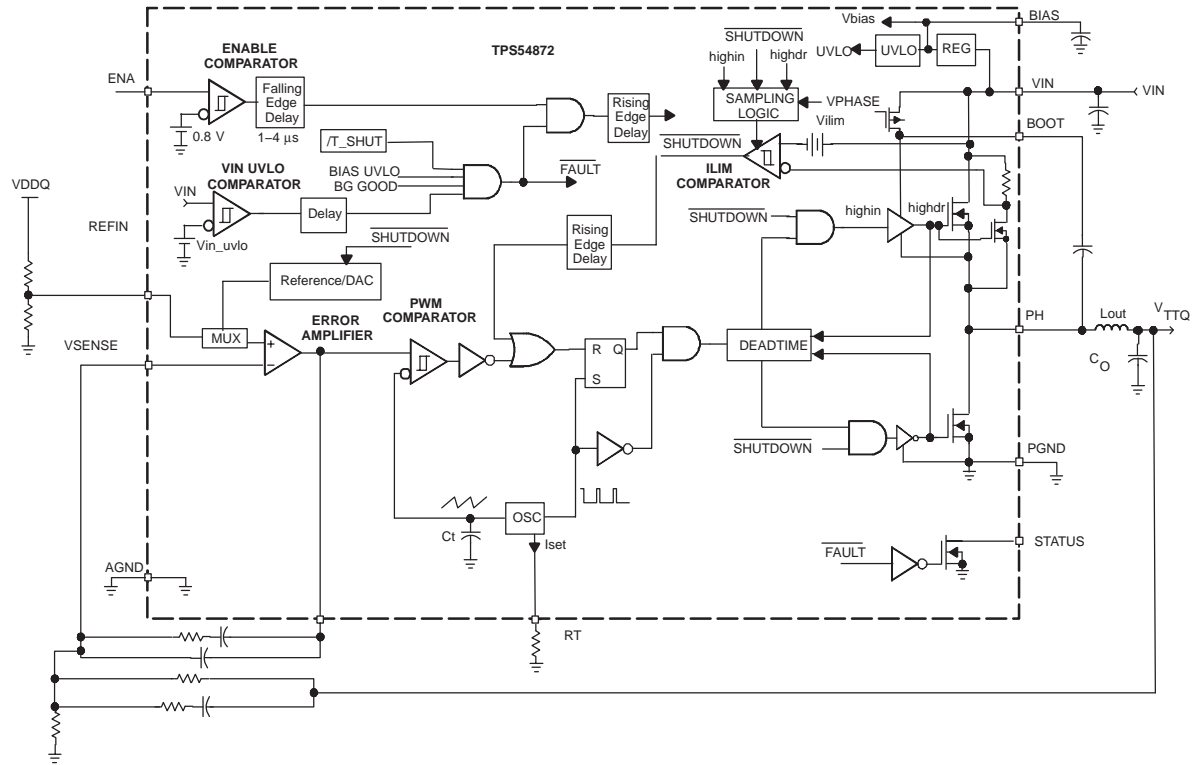 Vbias
BIAS
ENABLE
COMPARATOR
TPS54872
SHUTDOWN
highin
highdr
UVLO
UVLO
REG
ENA
Falling
Edge
Delay
0.8 V
1–4 μs
Rising
Edge
Delay
SAMPLING
LOGIC
VPHASE
VIN
VIN
Vilim
BOOT
/T_SHUT
SHUTDOWN
ILIM
COMPARATOR
VIN UVLO
COMPARATOR
BIAS UVLO
BG GOOD
FAULT
VDDQ
VIN
Delay
REFIN
Vin_uvlo
SHUTDOWN
Rising
Edge
Delay
SHUTDOWN
highin
highdr
Reference/DAC
PWM
COMPARATOR
ERROR
AMPLIFIER
MUX
VSENSE
+
−
R
Q
S
DEADTIME
PH
Lout
VTTQ
CO
SHUTDOWN
PGND
OSC
Ct
Iset
FAULT
STATUS
AGND
RT